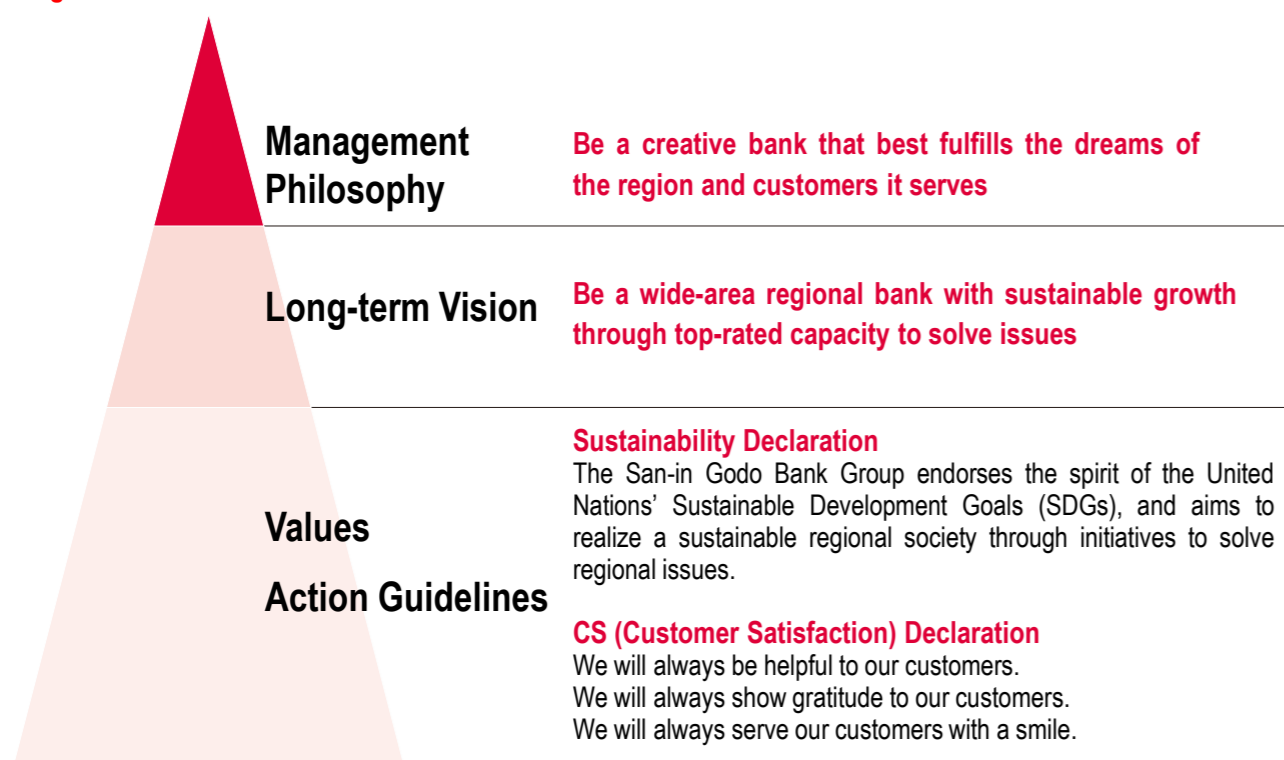 Management
Philosophy
Be a creative bank that best fulfills the dreams of
the region and customers it serves
Long-term Vision
Be a wide-area regional bank with sustainable growth
through top-rated capacity to solve issues
Values
Action Guidelines
Sustainability Declaration
The San-in Godo Bank Group endorses the spirit of the United
Nations’ Sustainable Development Goals (SDGs), and aims to
realize a sustainable regional society through initiatives to solve
regional issues.
CS (Customer Satisfaction) Declaration
We will always be helpful to our customers.
We will always show gratitude to our customers.
We will always serve our customers with a smile.